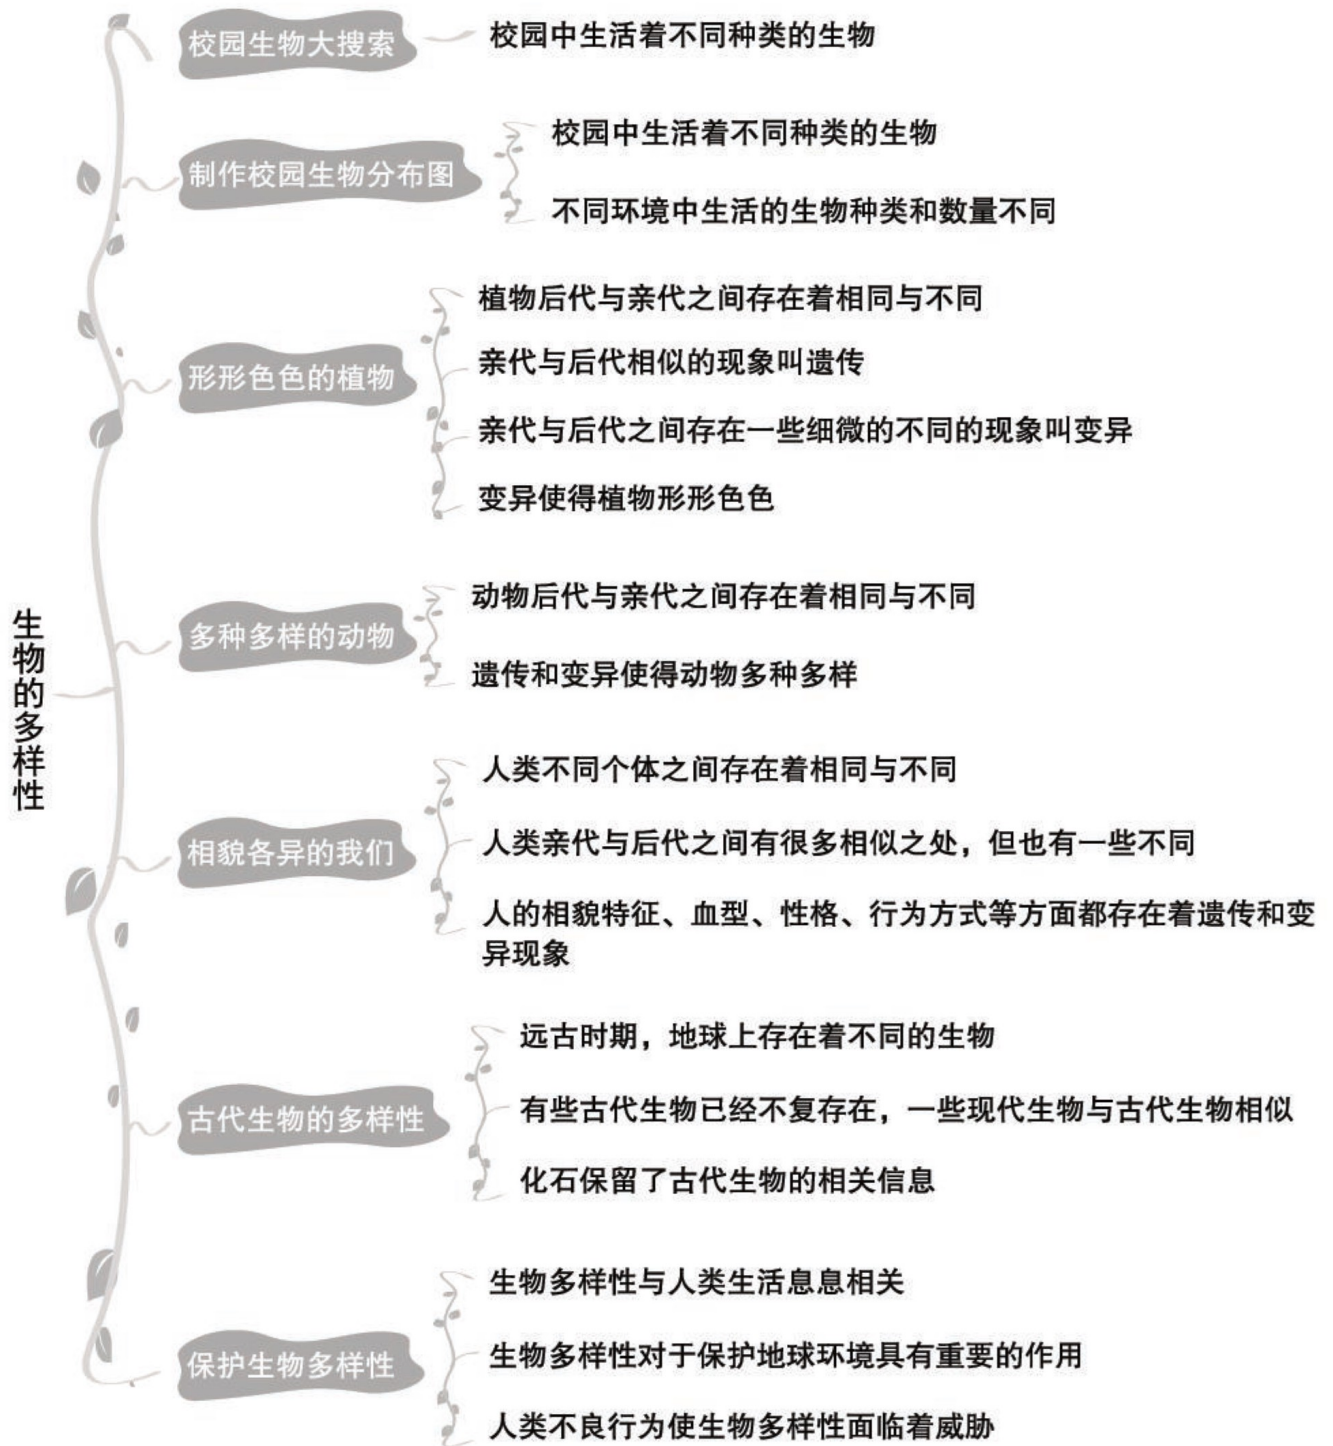 生物的多样性
校园生物大搜索
校园中生活着不同种类的生物
制作校园生物分布图
校园中生活着不同种类的生物
不同环境中生活的生物种类和数量不同
形形色色的植物
植物后代与亲代之间存在着相同与不同
亲代与后代相似的现象叫遗传
亲代与后代之间存在一些细微的不同的现象叫变异
变异使得植物形形色色
多种多样的动物
动物后代与亲代之间存在着相同与不同
遗传和变异使得动物多种多样
相貌各异的我们
人类不同个体之间存在着相同与不同
人类亲代与后代之间有很多相似之处，但也有一些不同
人的相貌特征、血型、性格、行为方式等方面都存在着遗传和变
异现象
古代生物的多样性
远古时期，地球上存在着不同的生物
有些古代生物已经不复存在，一些现代生物与古代生物相似
化石保留了古代生物的相关信息
保护生物多样性
生物多样性与人类生活息息相关
生物多样性对于保护地球环境具有重要的作用
人类不良行为使生物多样性面临着威胁